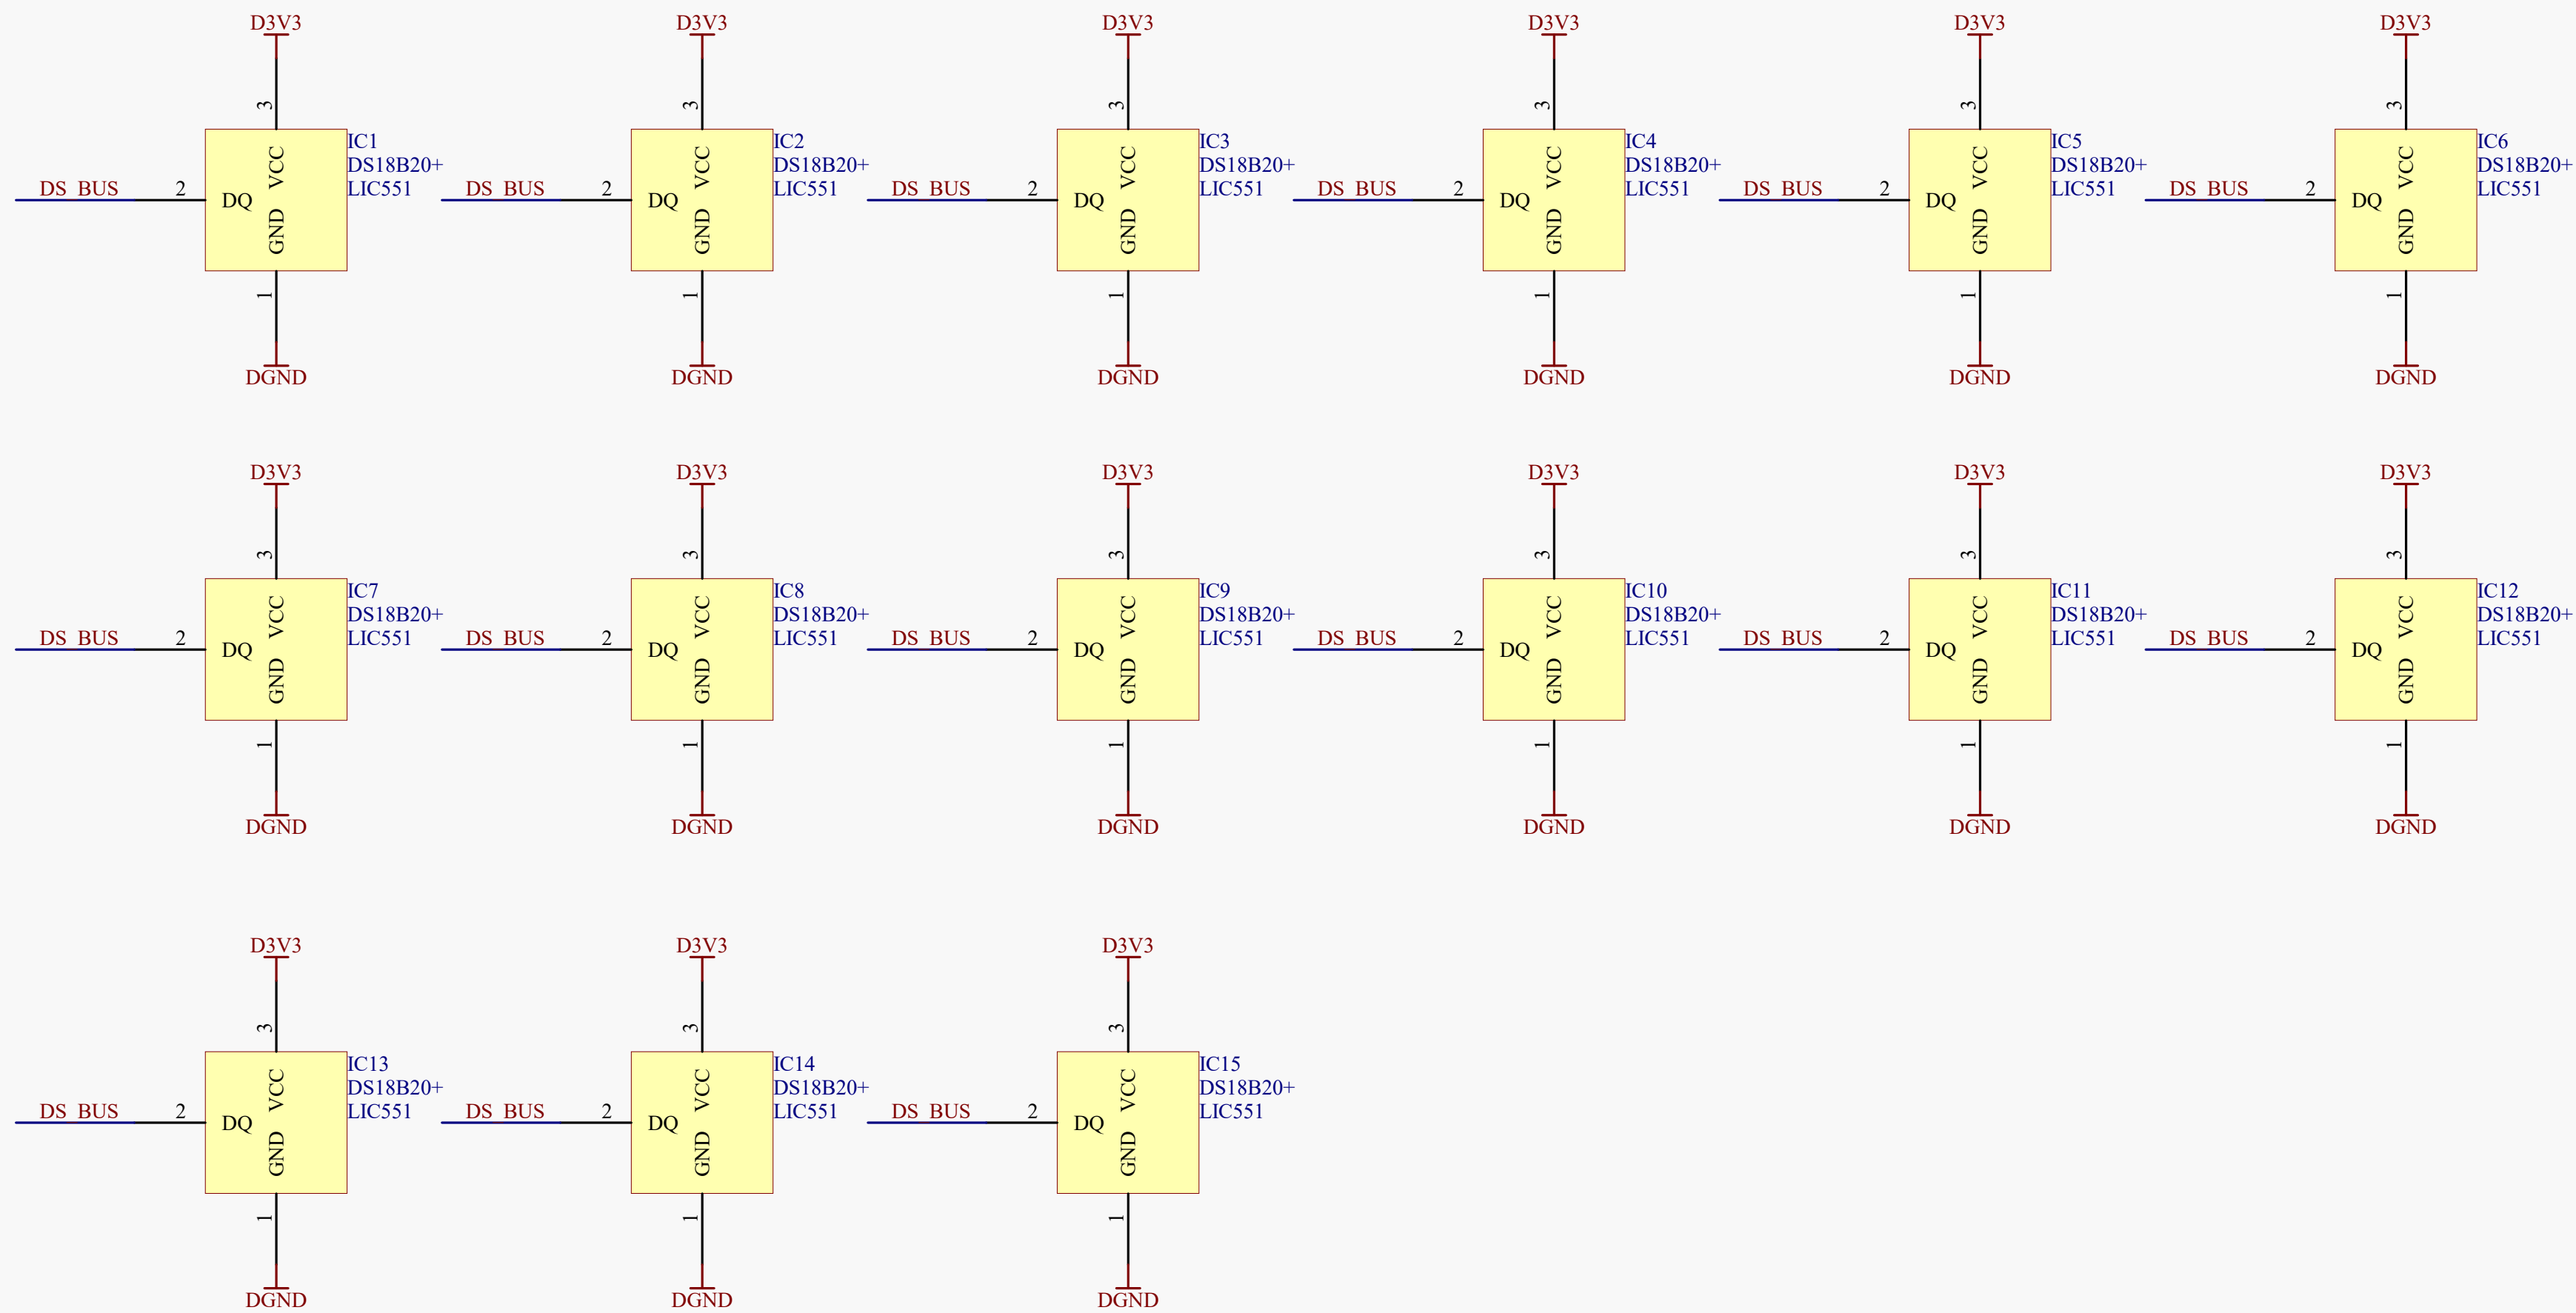 D3V3 D3V3 D3V3 D3V3 D3V3 D3V3
3 3 3 3 3 3
IC1 IC2 IC3 IC4 IC5 IC6
DS18B20+ DS18B20+ DS18B20+ DS18B20+ DS18B20+ DS18B20+
VCC VCC VCC VCC VCC VCC
DS_BUS 2 LIC551 DS_BUS 2 LIC551 DS_BUS 2 LIC551 DS_BUS 2 LIC551 DS_BUS 2 LIC551 DS_BUS 2 LIC551
DQ DQ DQ DQ DQ DQ
GND GND GND GND GND GND
1 1 1 1 1 1
DGND DGND DGND DGND DGND DGND
D3V3 D3V3 D3V3 D3V3 D3V3 D3V3
3 3 3 3 3 3
IC7 IC8 IC9 IC10 IC11 IC12
DS18B20+ DS18B20+ DS18B20+ DS18B20+ DS18B20+ DS18B20+
VCC VCC VCC VCC VCC VCC
DS_BUS 2 LIC551 DS_BUS 2 LIC551 DS_BUS 2 LIC551 DS_BUS 2 LIC551 DS_BUS 2 LIC551 DS_BUS 2 LIC551
DQ DQ DQ DQ DQ DQ
GND GND GND GND GND GND
1 1 1 1 1 1
DGND DGND DGND DGND DGND DGND
D3V3 D3V3 D3V3
3 3 3
IC13 IC14 IC15
DS18B20+ DS18B20+ DS18B20+
VCC VCC VCC
DS_BUS 2 LIC551 DS_BUS 2 LIC551 DS_BUS 2 LIC551
DQ DQ DQ
GND GND GND
1 1 1
DGND DGND DGND